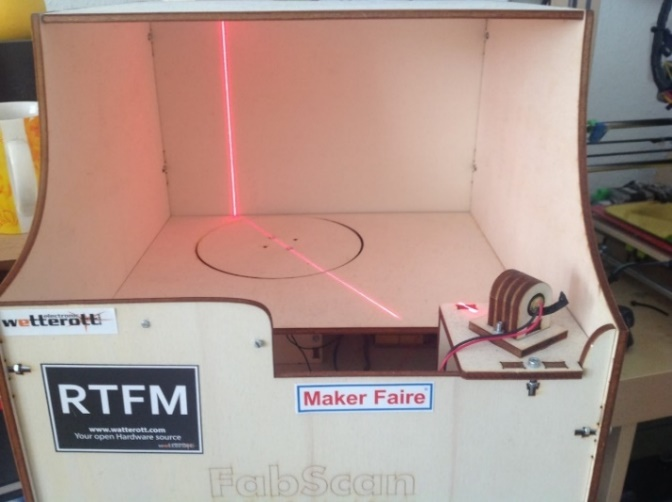 electronic
wetterott
RTFM
www.watterott.com
Your open Hardware source
Maker Faire
FabScan